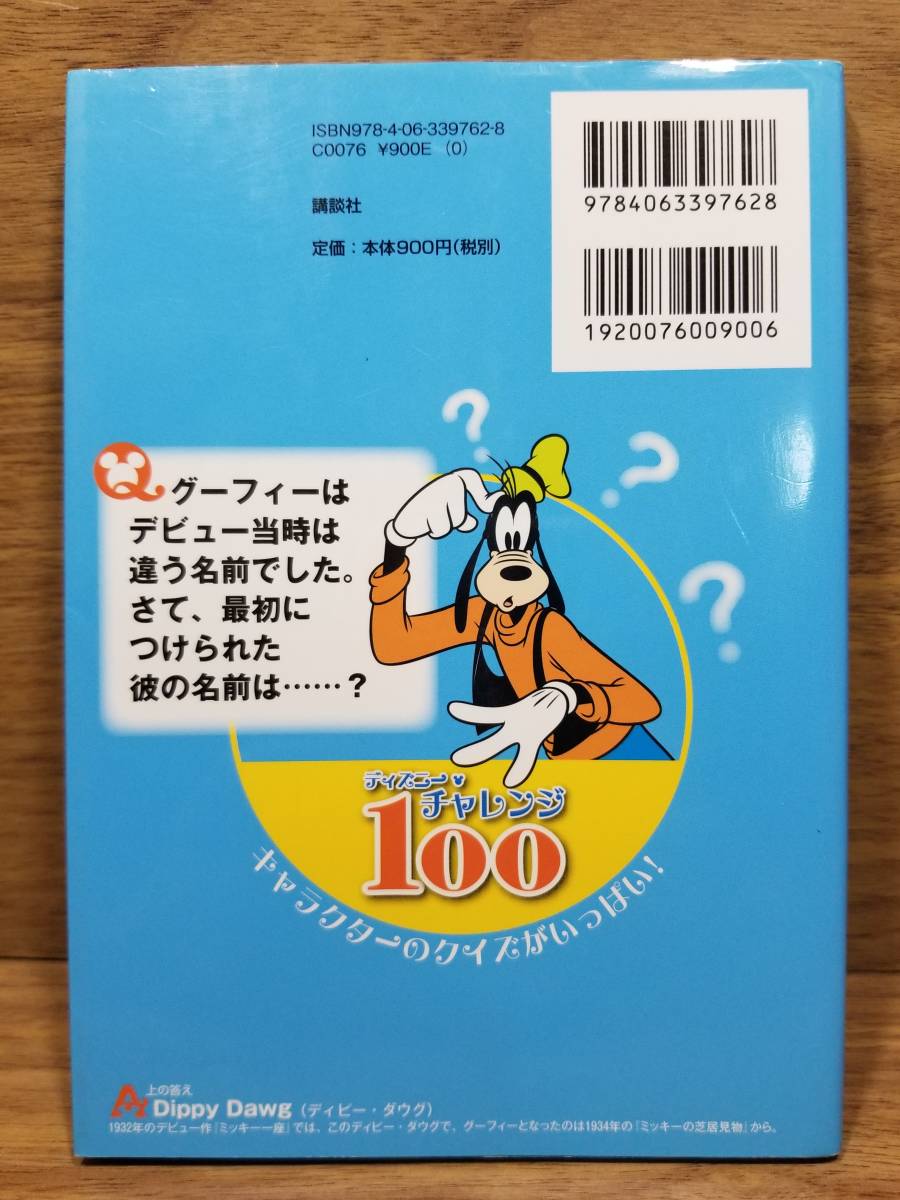 ISBN978-4-06-339762-8
C0076 ¥900E (0)
講談社
定価：本体900円(税別)
9784063397628
1920076009006
Q グーフィーは
デビュー当時は
違う名前でした。
さて、最初に
つけられた
彼の名前は……？
? ? ?
ディズニー
チャレンジ
100
キャラクターのクイズがいっぱい！
A 上の答え
Dippy Dawg（ディピー・ダウグ）
1932年のデビュー作『ミッキー一座』では、このディピー・ダウグで、グーフィーとなったのは1934年の『ミッキーの芝居見物』から。